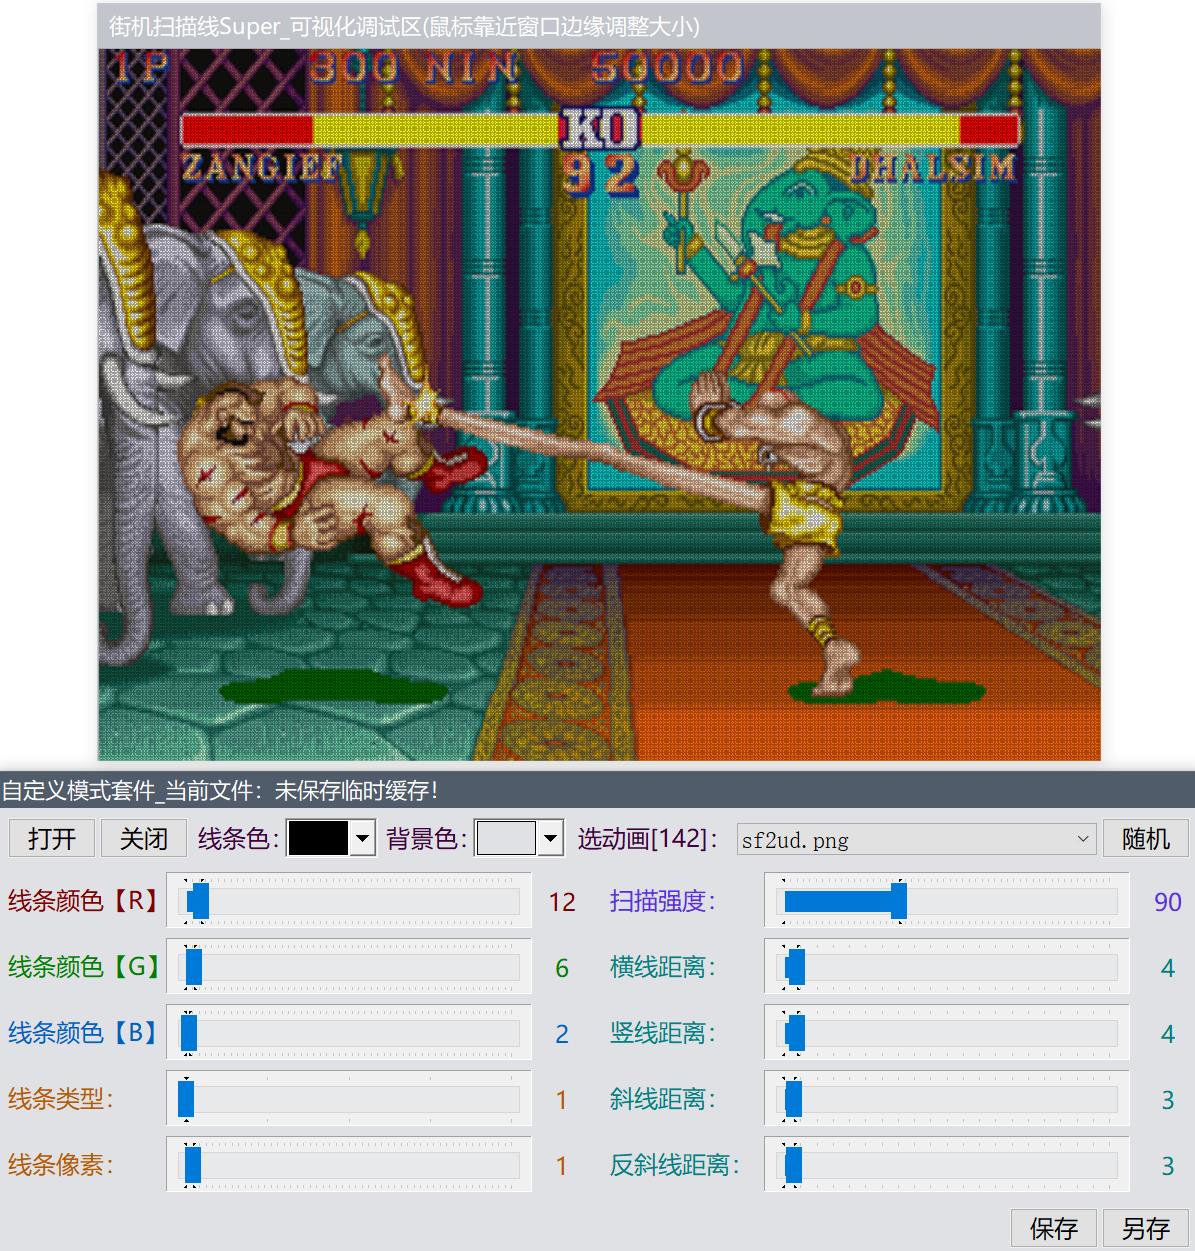 街机扫描线Super_可视化调试区(鼠标靠近窗口边缘调整大小)
1P 300 NIN 50000
KO
ZANGIEF 92 DHALSIM
自定义模式套件_当前文件：未保存临时缓存！
打开 关闭 线条色： 背景色： 选动画[142]： sf2ud.png 随机
线条颜色【R】 12 扫描强度： 90
线条颜色【G】 6 横线距离： 4
线条颜色【B】 2 竖线距离： 4
线条类型： 1 斜线距离： 3
线条像素： 1 反斜线距离： 3
保存 另存